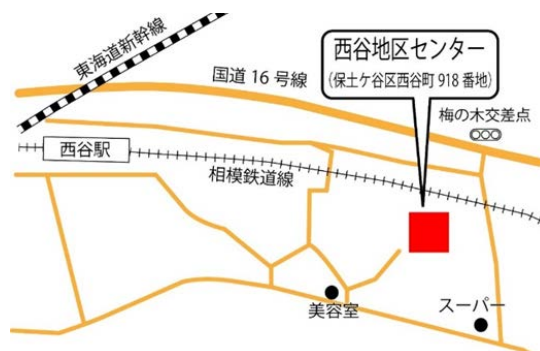 東海道新幹線
国道16号線
西谷地区センター
(保土ケ谷区西谷町918番地)
梅の木交差点
西谷駅
相模鉄道線
美容室
スーパー